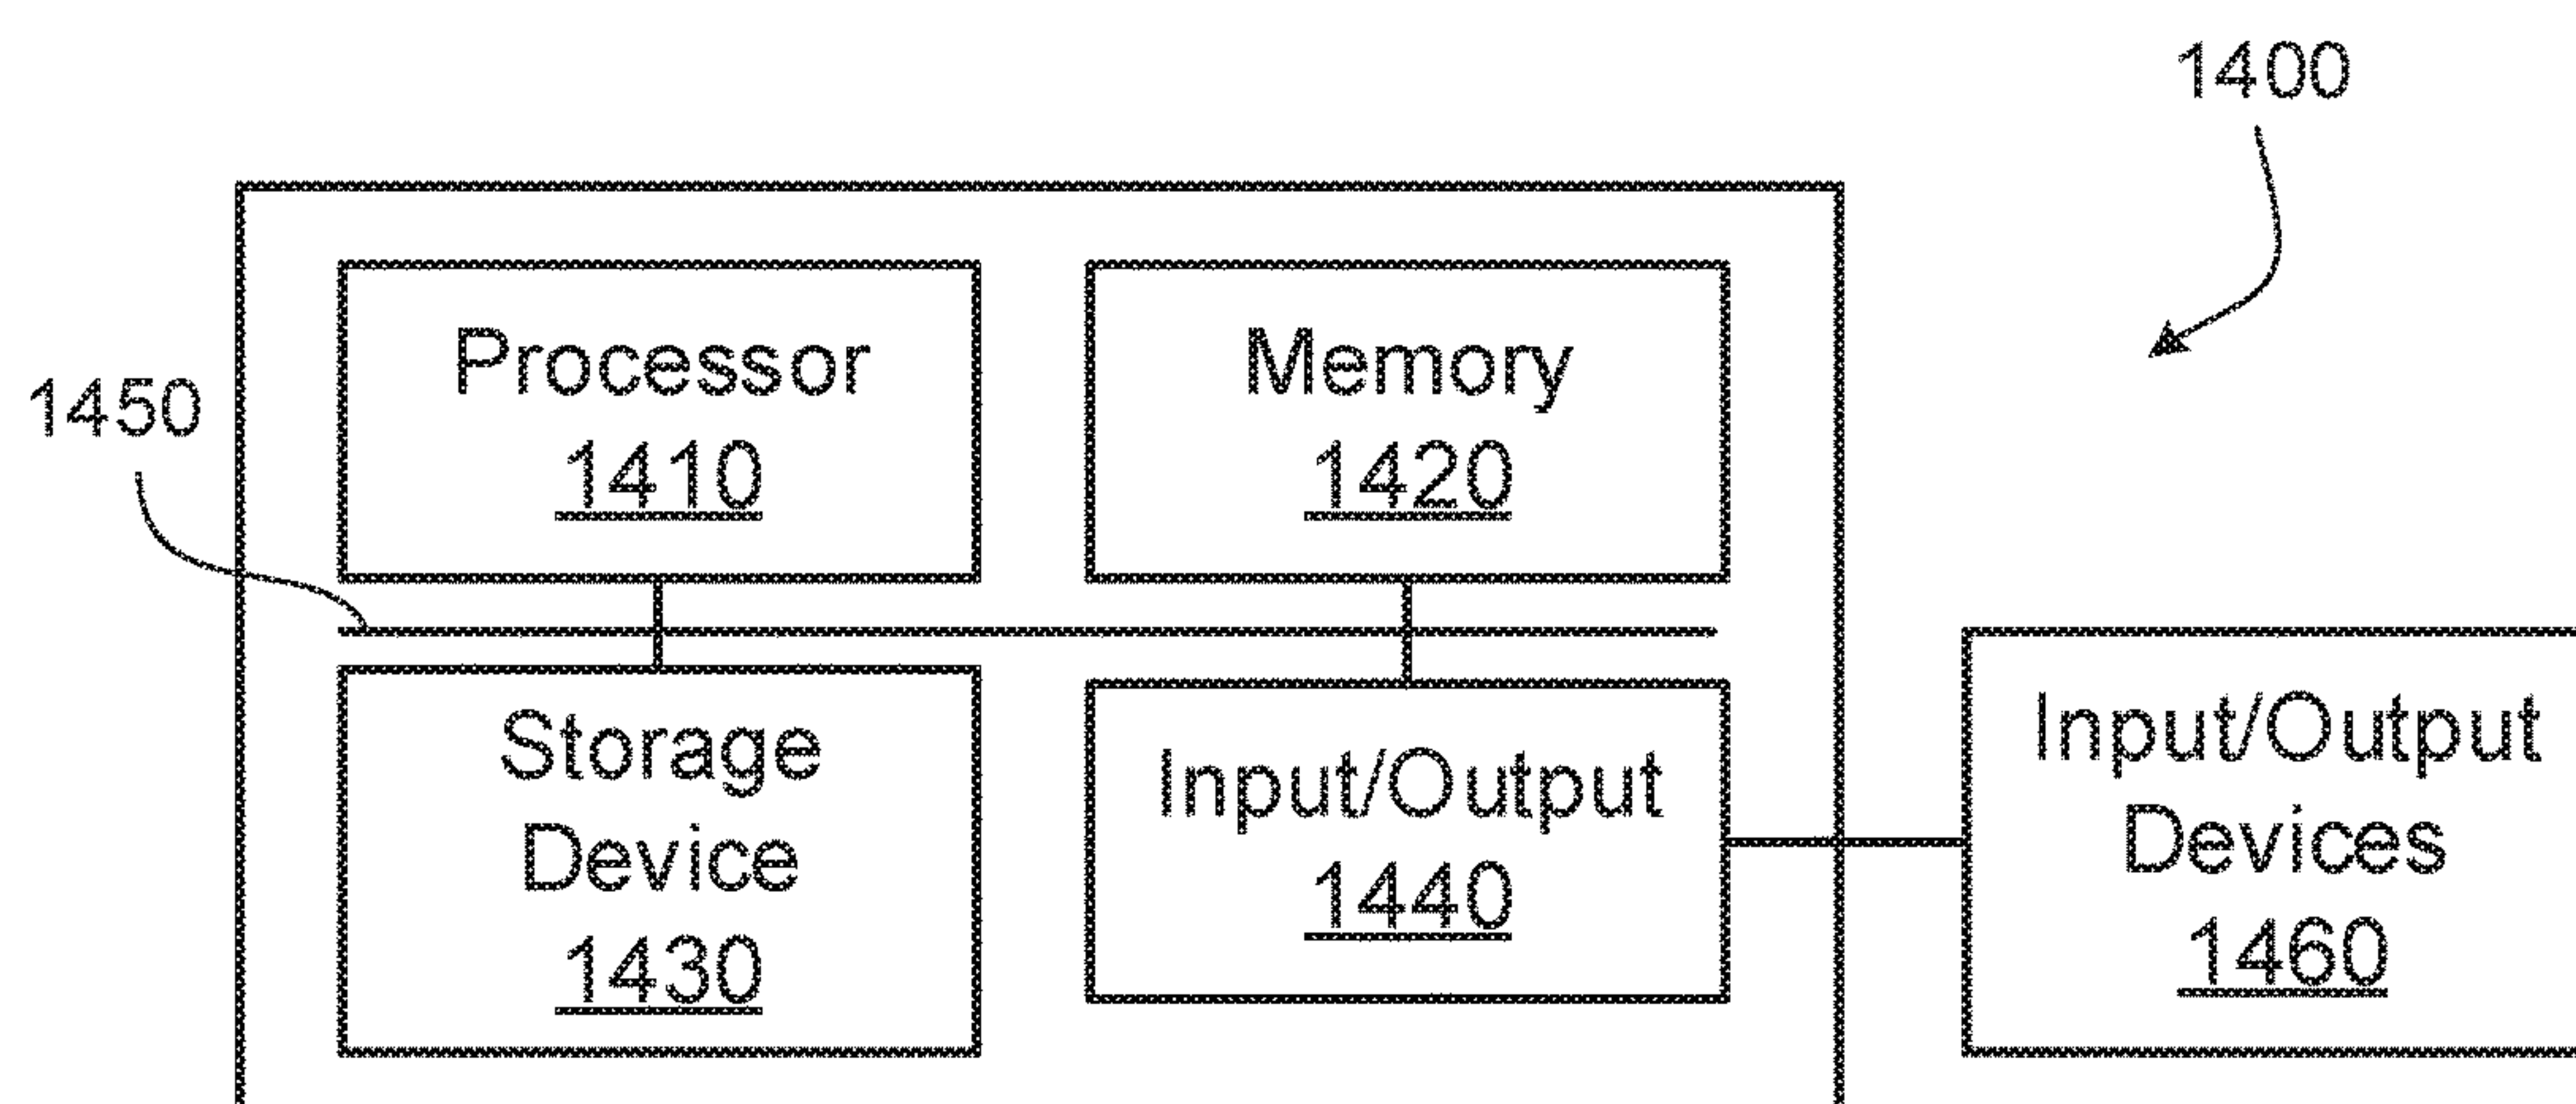 1400
Processor
1410
Memory
1420
1450
Storage
Device
1430
Input/Output
1440
Input/Output
Devices
1460